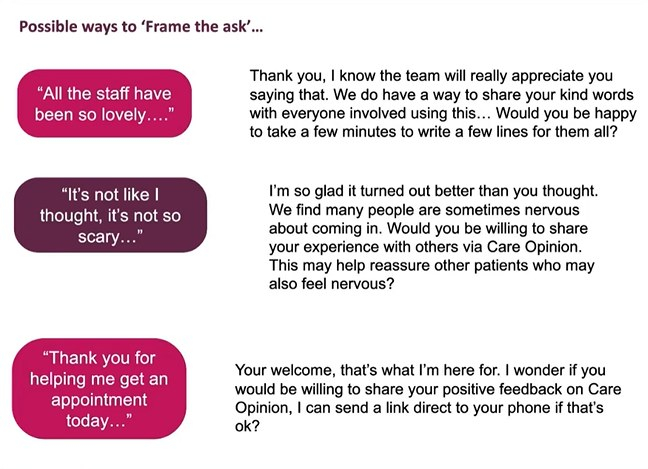 Possible ways to ‘Frame the ask’...
“All the staff have
been so lovely....”
Thank you, I know the team will really appreciate you
saying that. We do have a way to share your kind words
with everyone involved using this... Would you be happy
to take a few minutes to write a few lines for them all?
“It’s not like I
thought, it’s not so
scary...”
I’m so glad it turned out better than you thought.
We find many people are sometimes nervous
about coming in. Would you be willing to share
your experience with others via Care Opinion.
This may help reassure other patients who may
also feel nervous?
“Thank you for
helping me get an
appointment
today...”
Your welcome, that’s what I’m here for. I wonder if you
would be willing to share your positive feedback on Care
Opinion, I can send a link direct to your phone if that’s
ok?